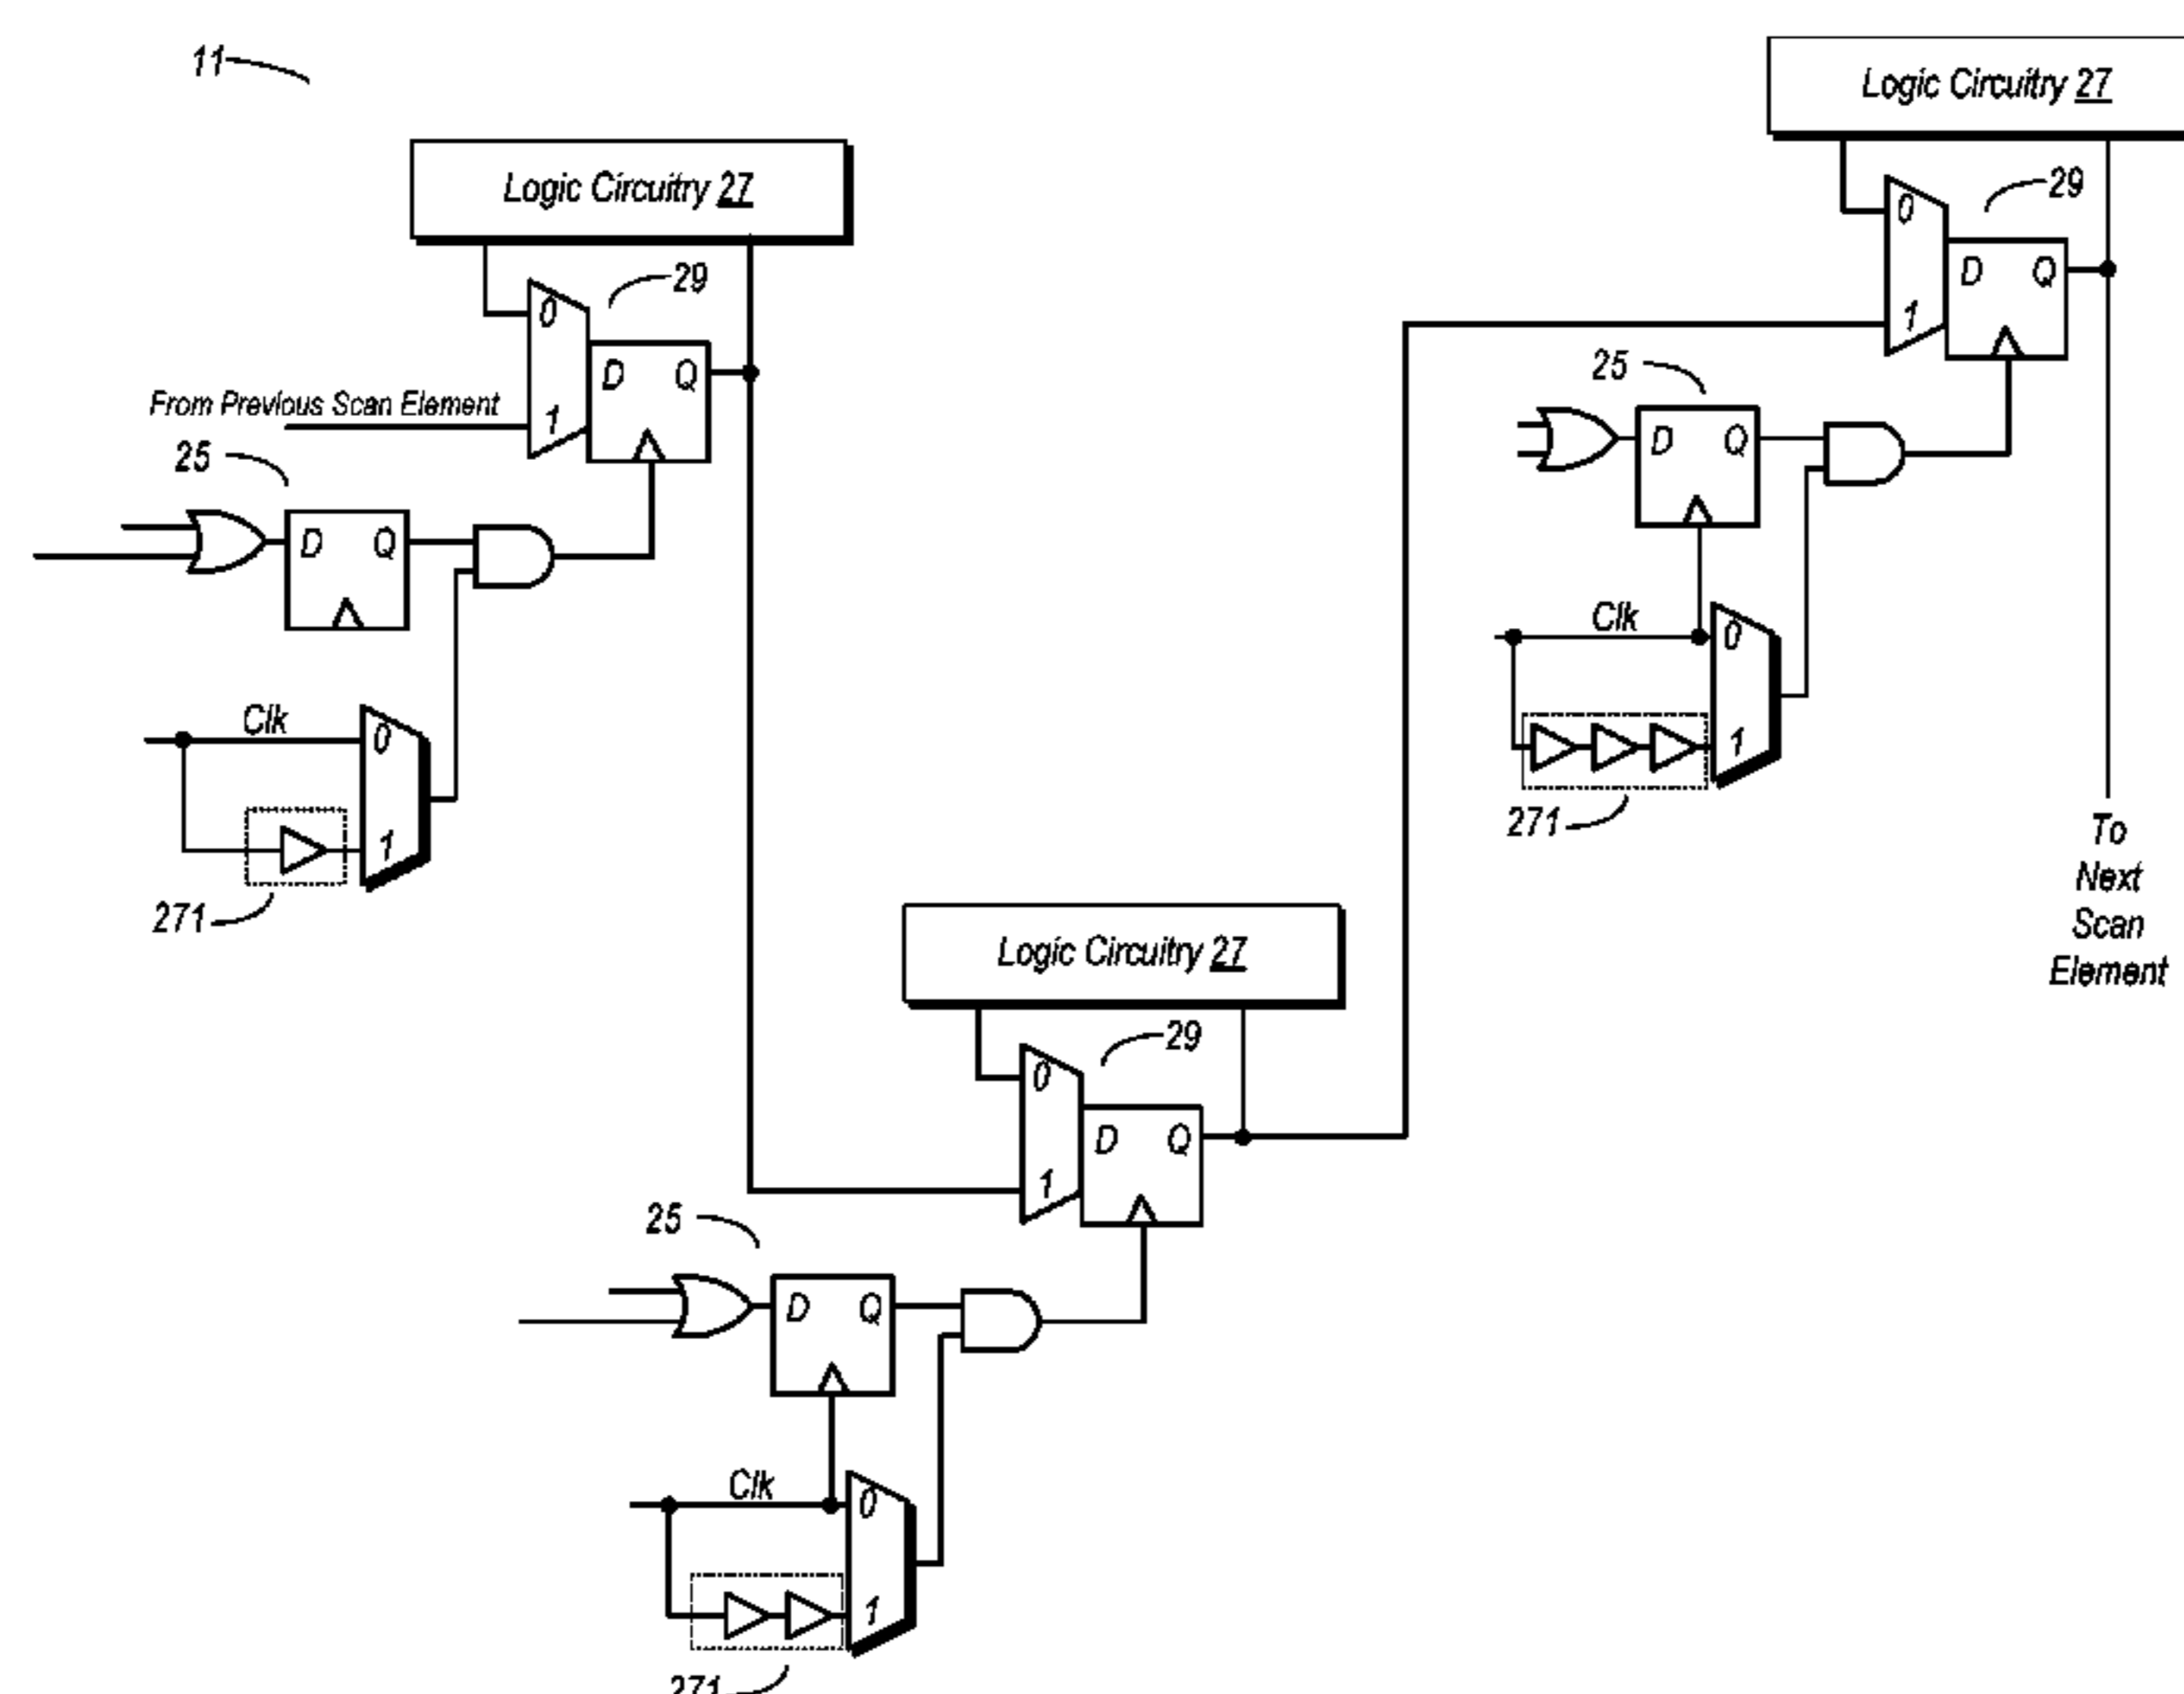 11
Logic Circuitry 27
29
0
D Q
1
From Previous Scan Element
25
D Q
Clk
0
1
271
Logic Circuitry 27
29
0
D Q
1
25
D Q
Clk
0
1
271
Logic Circuitry 27
29
0
D Q
1
25
D Q
Clk
0
1
271
To
Next
Scan
Element